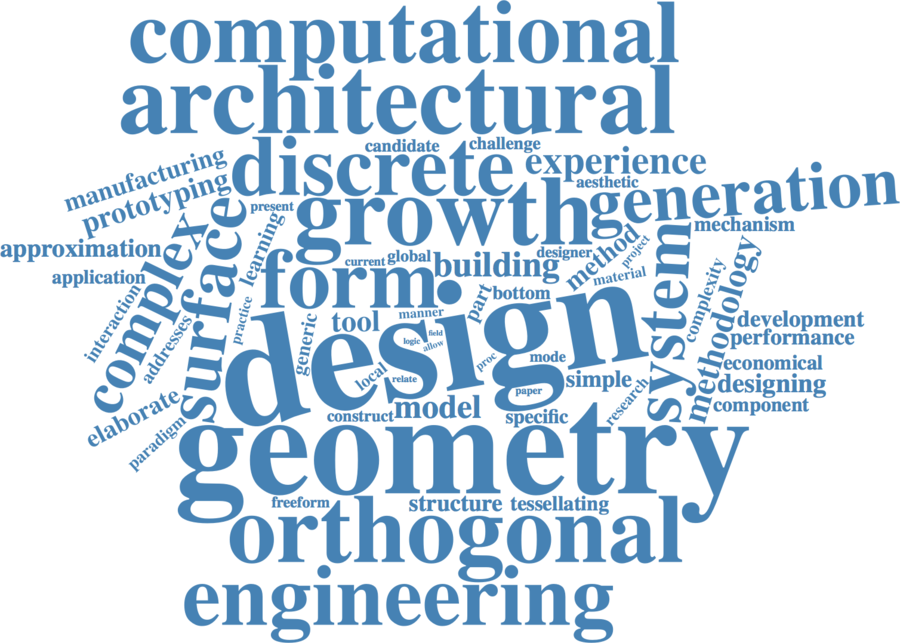 computational
architectural
candidate
challenge
discrete
experience
manufacturing
prototyping
aesthetic
generation
present
growth
mechanism
approximation
complex
surface
learning
current
global
building
designer
method
project
material
system
methodology
complexity
application
form
part
bottom
interaction
addresses
practice
generic
tool
manner
logic
field
allow
design
proc
mode
development
performance
local
relate
paper
simple
research
economical
designing
component
elaborate
paradigm
construct
model
specific
geometry
freeform
structure
tessellating
orthogonal
engineering